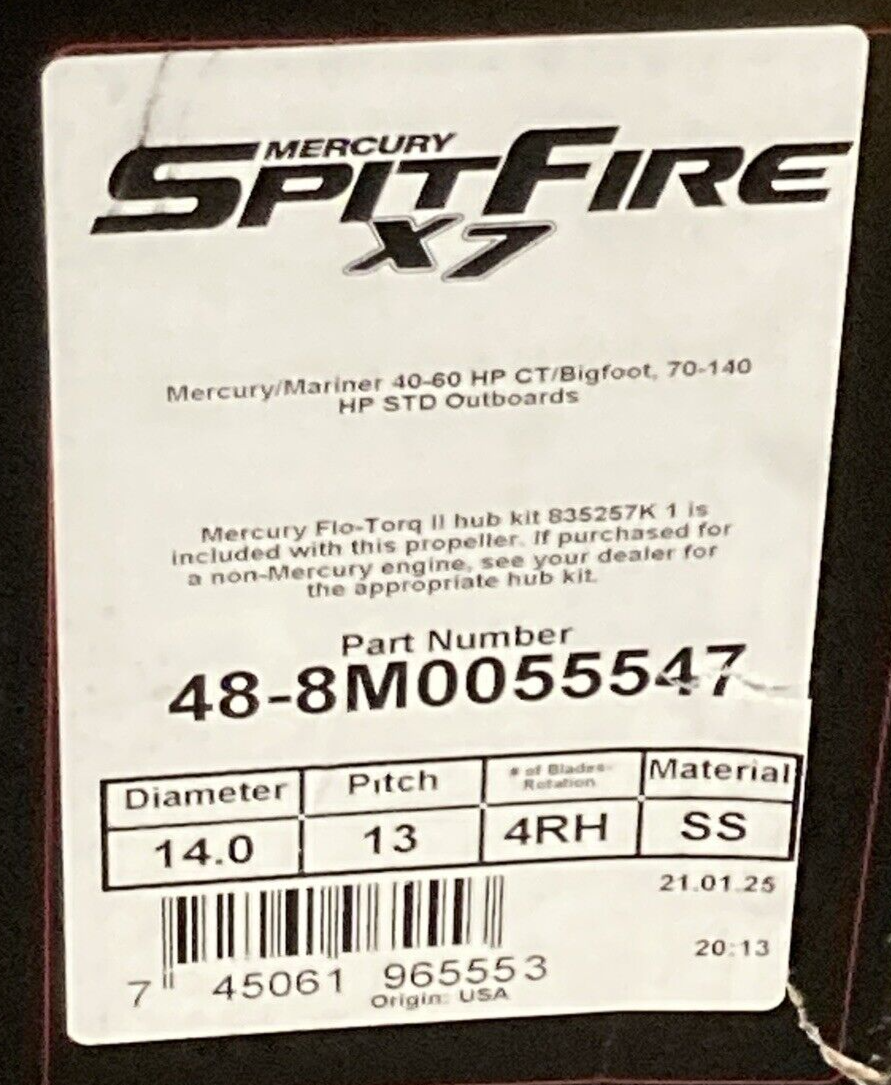 MERCURY
SPITFIRE
X7
Mercury/Mariner 40-60 HP CT/Bigfoot, 70-140
HP STD Outboards
Mercury Flo-Torq II hub kit 835257K 1 is
included with this propeller. If purchased for
a non-Mercury engine, see your dealer for
the appropriate hub kit.
Part Number
48-8M0055547
Diameter Pitch # of Blades- Material
Rotation
14.0 13 4RH SS
21.01.25
20:13
7 45061 965553
Origin: USA